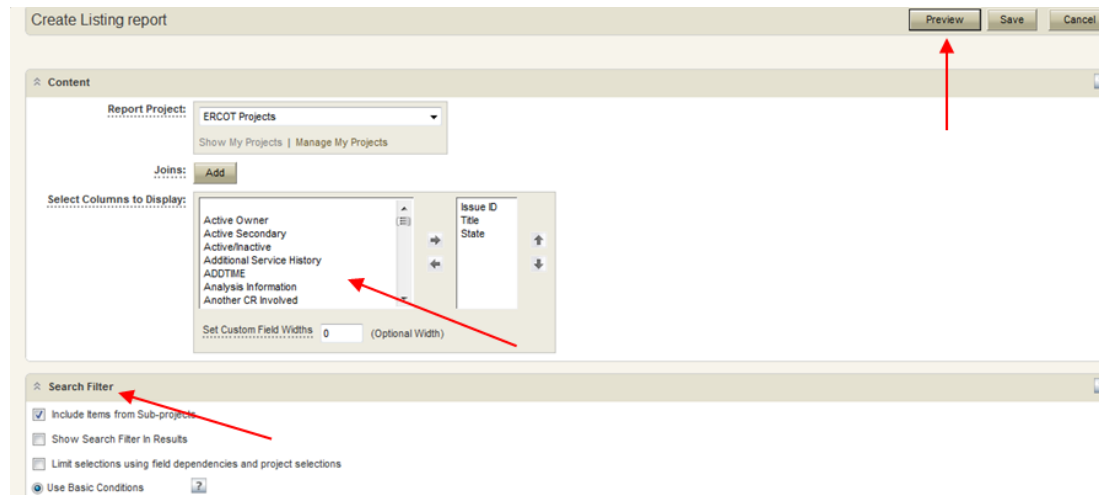 Create Listing report Preview Save Cancel
Content
Report Project: ERCOT Projects
Show My Projects | Manage My Projects
Joins: Add
Select Columns to Display:
Active Owner
Active Secondary
Active/Inactive
Additional Service History
ADDTIME
Analysis Information
Another CR Involved
Issue ID
Title
State
Set Custom Field Widths 0 (Optional Width)
Search Filter
Include Items from Sub-projects
Show Search Filter In Results
Limit selections using field dependencies and project selections
Use Basic Conditions ?